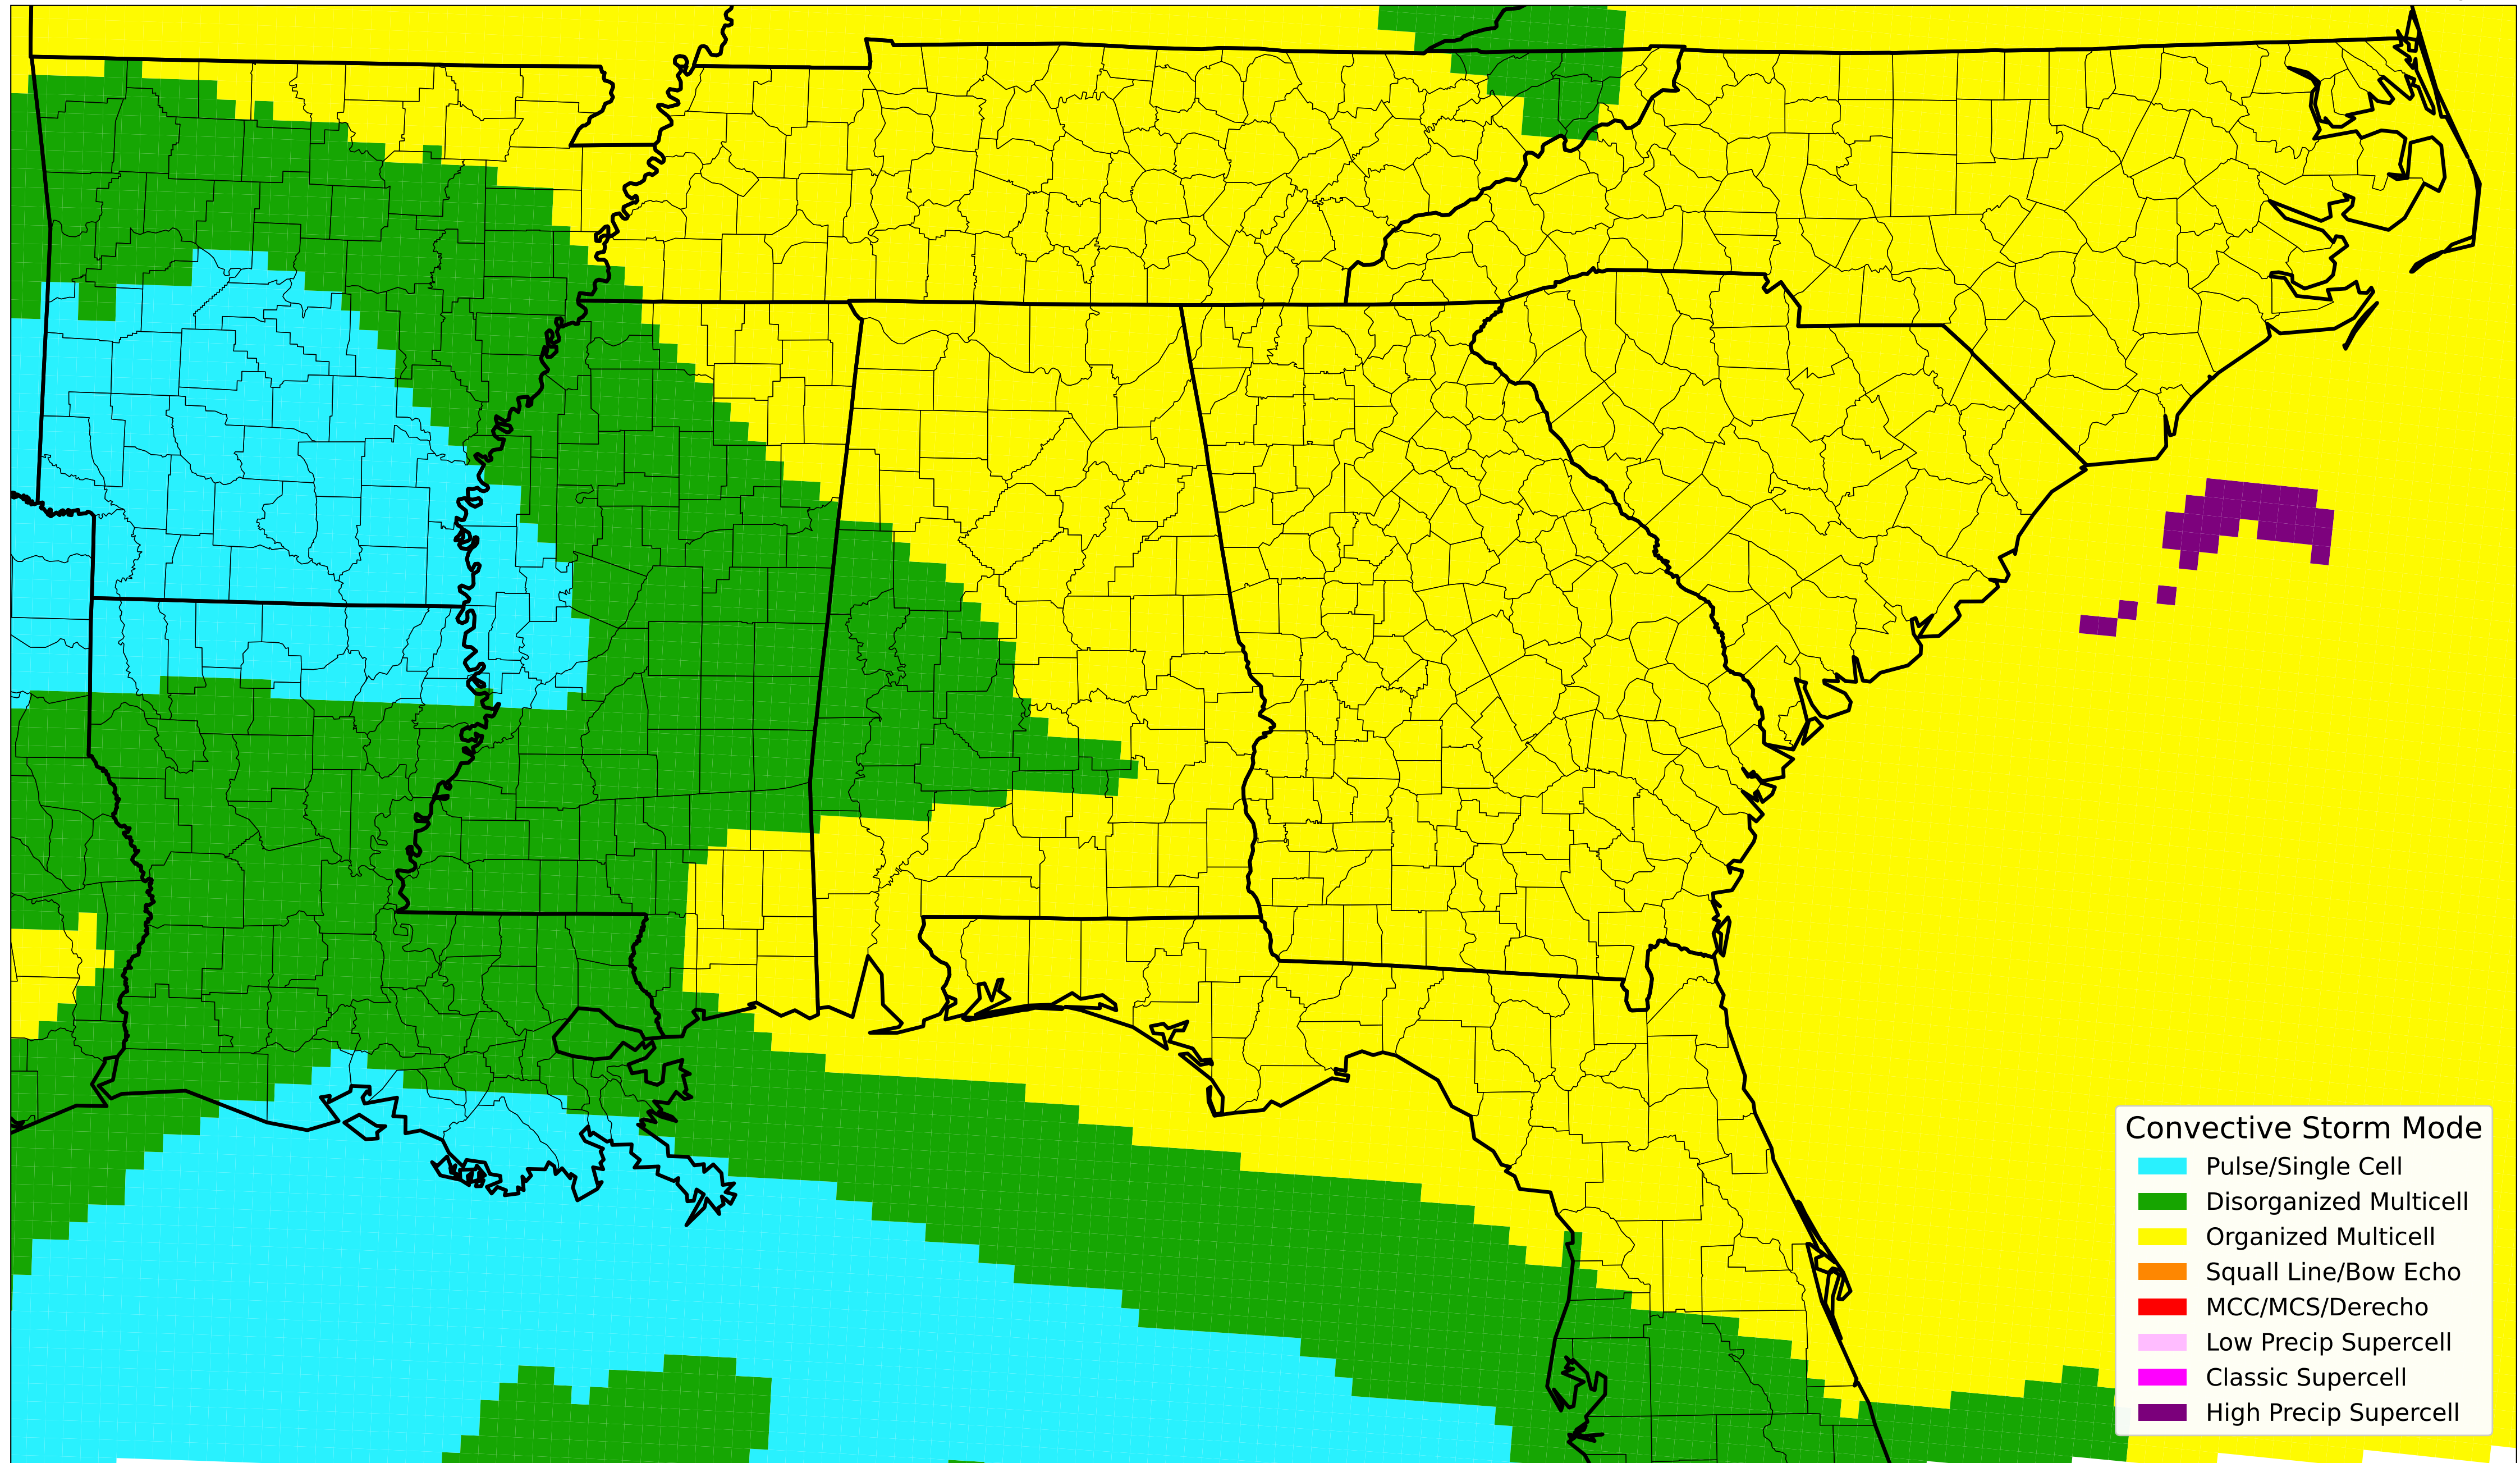 Convective Storm Mode
Pulse/Single Cell
Disorganized Multicell
Organized Multicell
Squall Line/Bow Echo
MCC/MCS/Derecho
Low Precip Supercell
Classic Supercell
High Precip Supercell